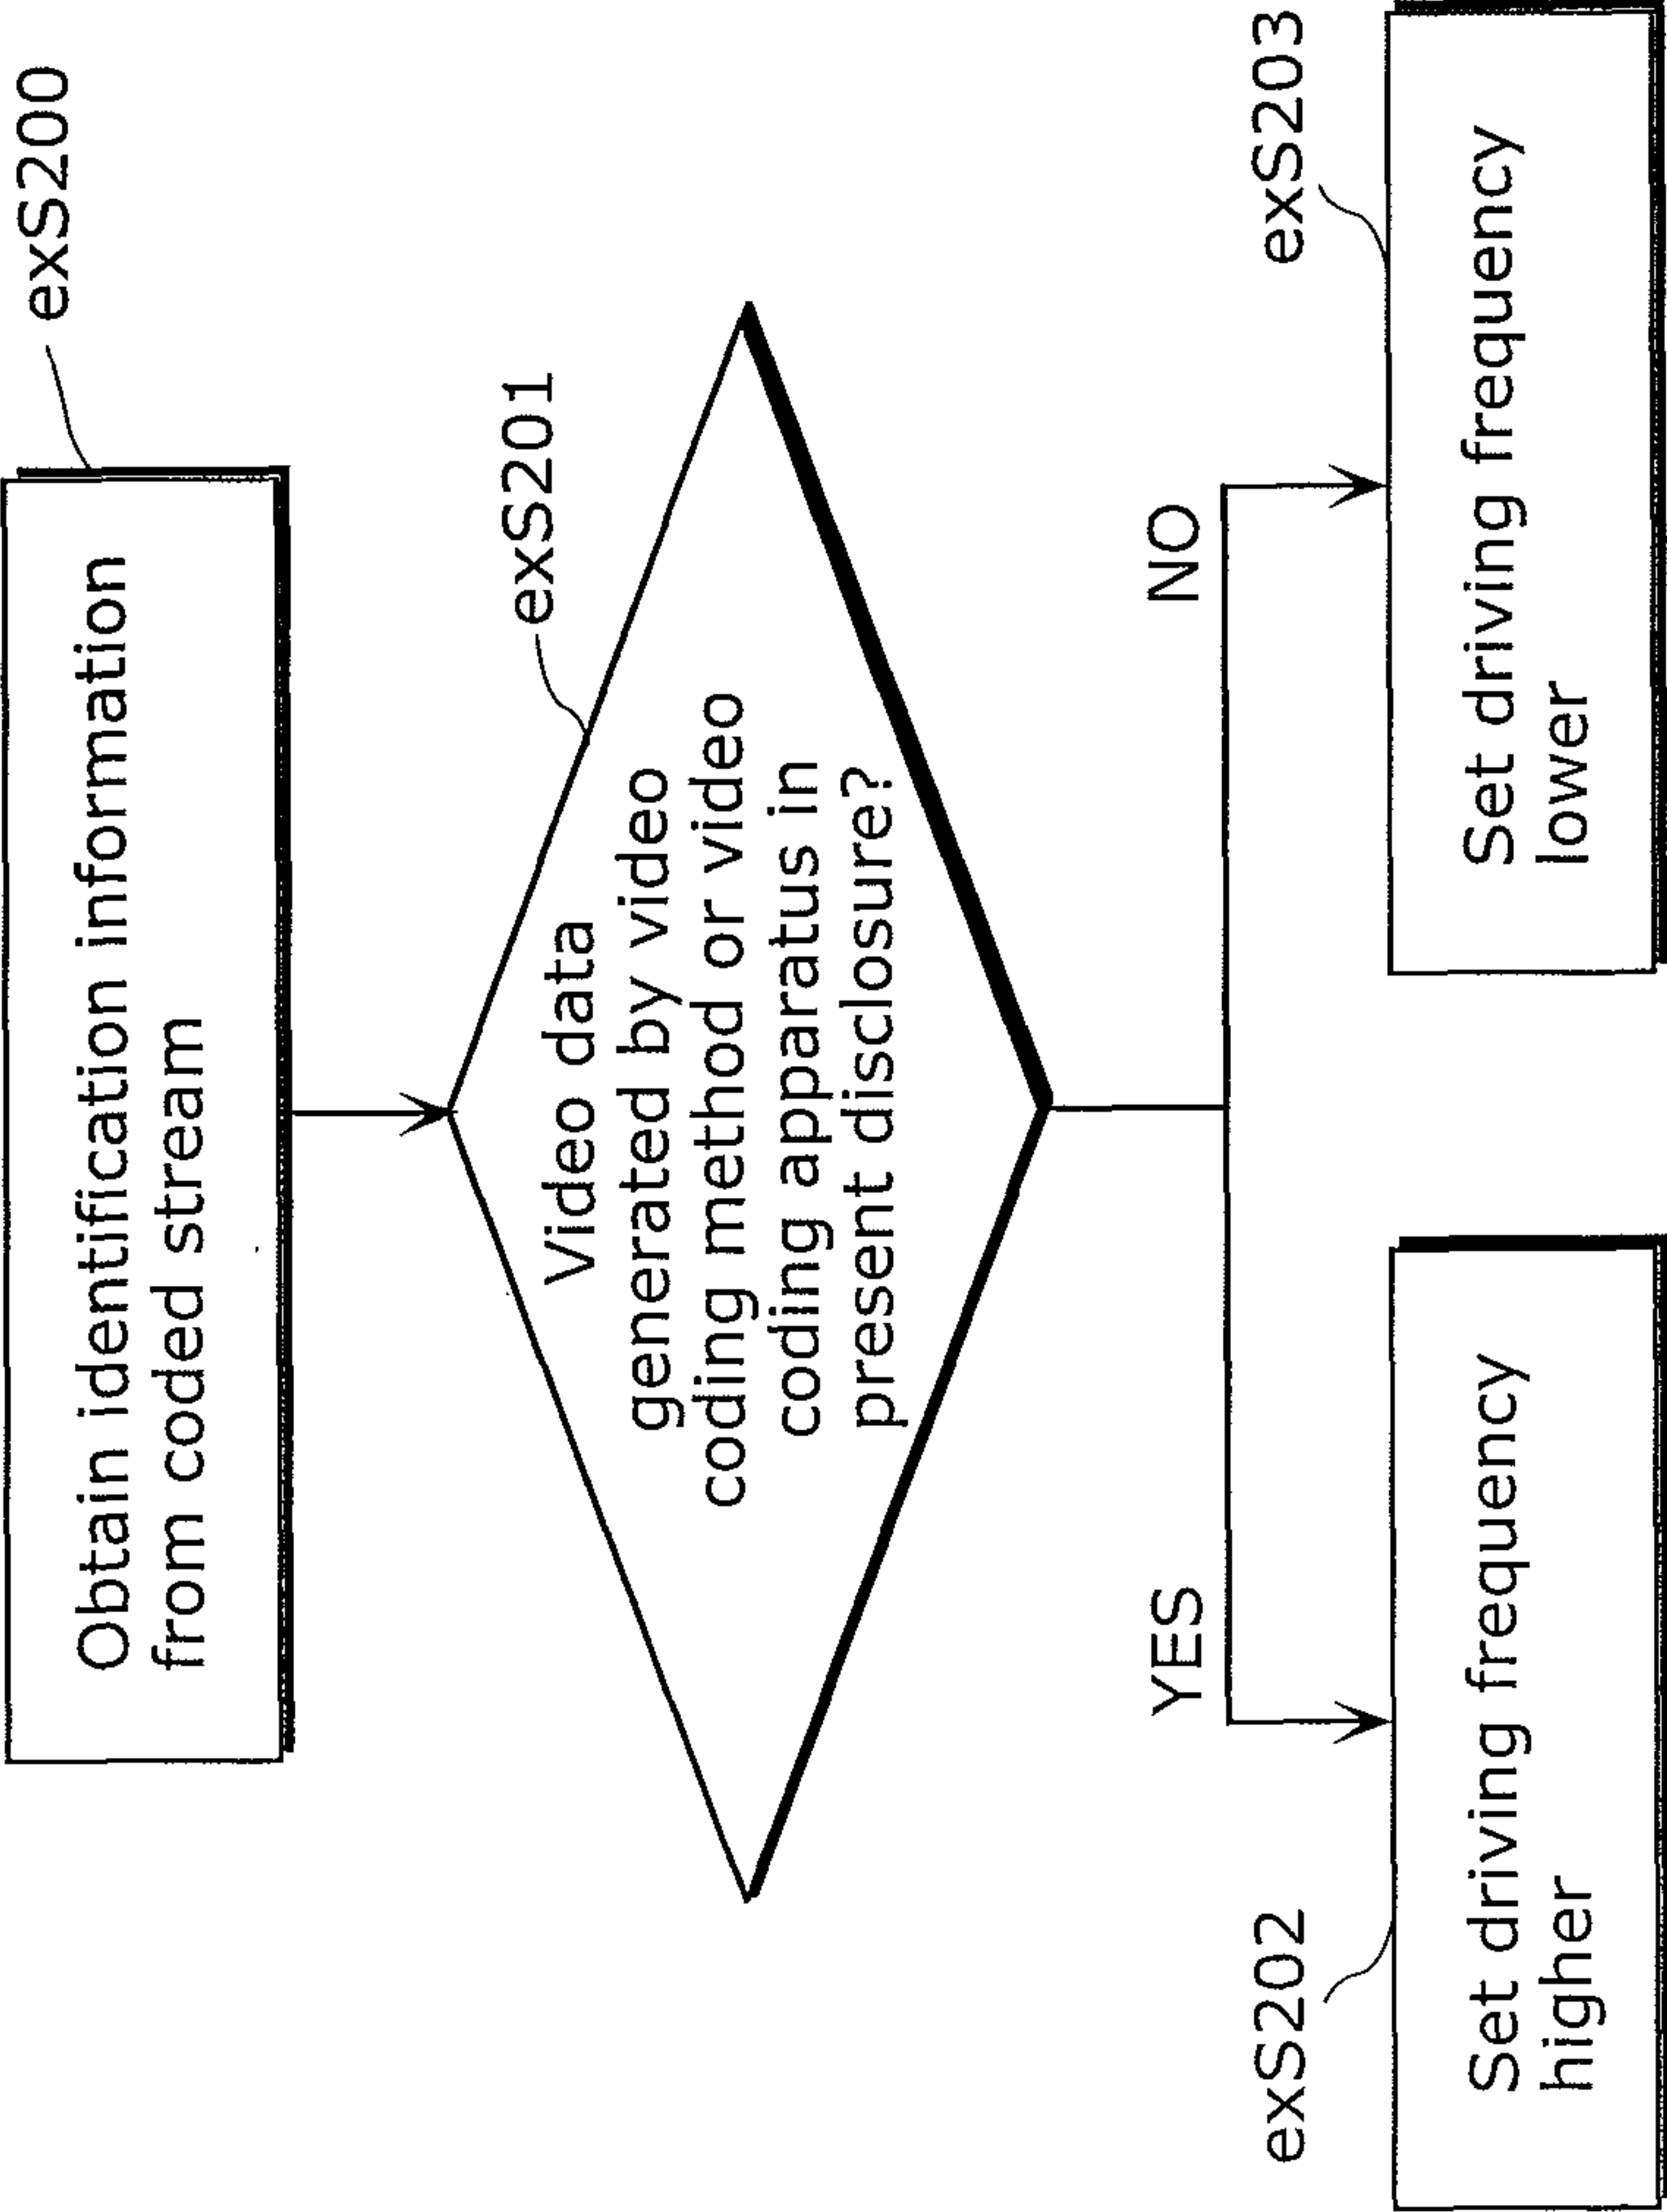 exS200
Obtain identification information
from coded stream
exS201
Video data
generated by video
coding method or video
coding apparatus in
present disclosure?
YES
NO
exS202
Set driving frequency
higher
exS203
Set driving frequency
lower